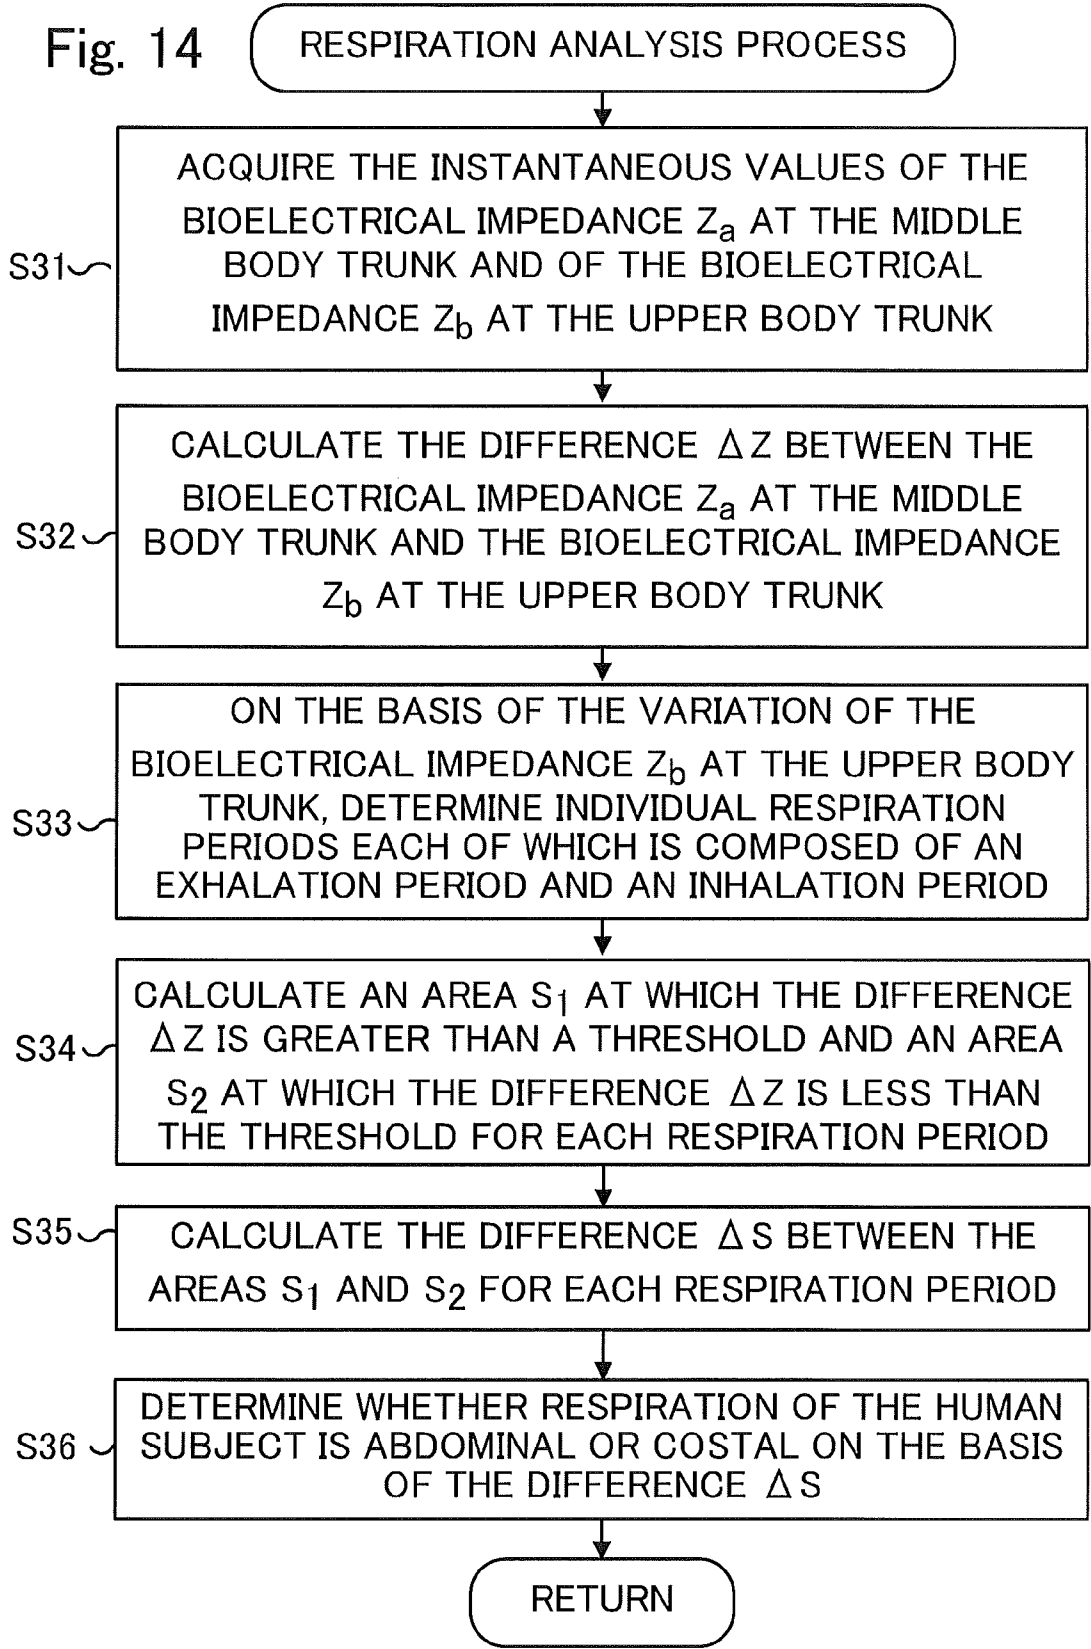 Fig. 14
RESPIRATION ANALYSIS PROCESS
S31
ACQUIRE THE INSTANTANEOUS VALUES OF THE
BIOELECTRICAL IMPEDANCE Za AT THE MIDDLE
BODY TRUNK AND OF THE BIOELECTRICAL
IMPEDANCE Zb AT THE UPPER BODY TRUNK
S32
CALCULATE THE DIFFERENCE ΔZ BETWEEN THE
BIOELECTRICAL IMPEDANCE Za AT THE MIDDLE
BODY TRUNK AND THE BIOELECTRICAL IMPEDANCE
Zb AT THE UPPER BODY TRUNK
S33
ON THE BASIS OF THE VARIATION OF THE
BIOELECTRICAL IMPEDANCE Zb AT THE UPPER BODY
TRUNK, DETERMINE INDIVIDUAL RESPIRATION
PERIODS EACH OF WHICH IS COMPOSED OF AN
EXHALATION PERIOD AND AN INHALATION PERIOD
S34
CALCULATE AN AREA S1 AT WHICH THE DIFFERENCE
ΔZ IS GREATER THAN A THRESHOLD AND AN AREA
S2 AT WHICH THE DIFFERENCE ΔZ IS LESS THAN
THE THRESHOLD FOR EACH RESPIRATION PERIOD
S35
CALCULATE THE DIFFERENCE ΔS BETWEEN THE
AREAS S1 AND S2 FOR EACH RESPIRATION PERIOD
S36
DETERMINE WHETHER RESPIRATION OF THE HUMAN
SUBJECT IS ABDOMINAL OR COSTAL ON THE BASIS
OF THE DIFFERENCE ΔS
RETURN